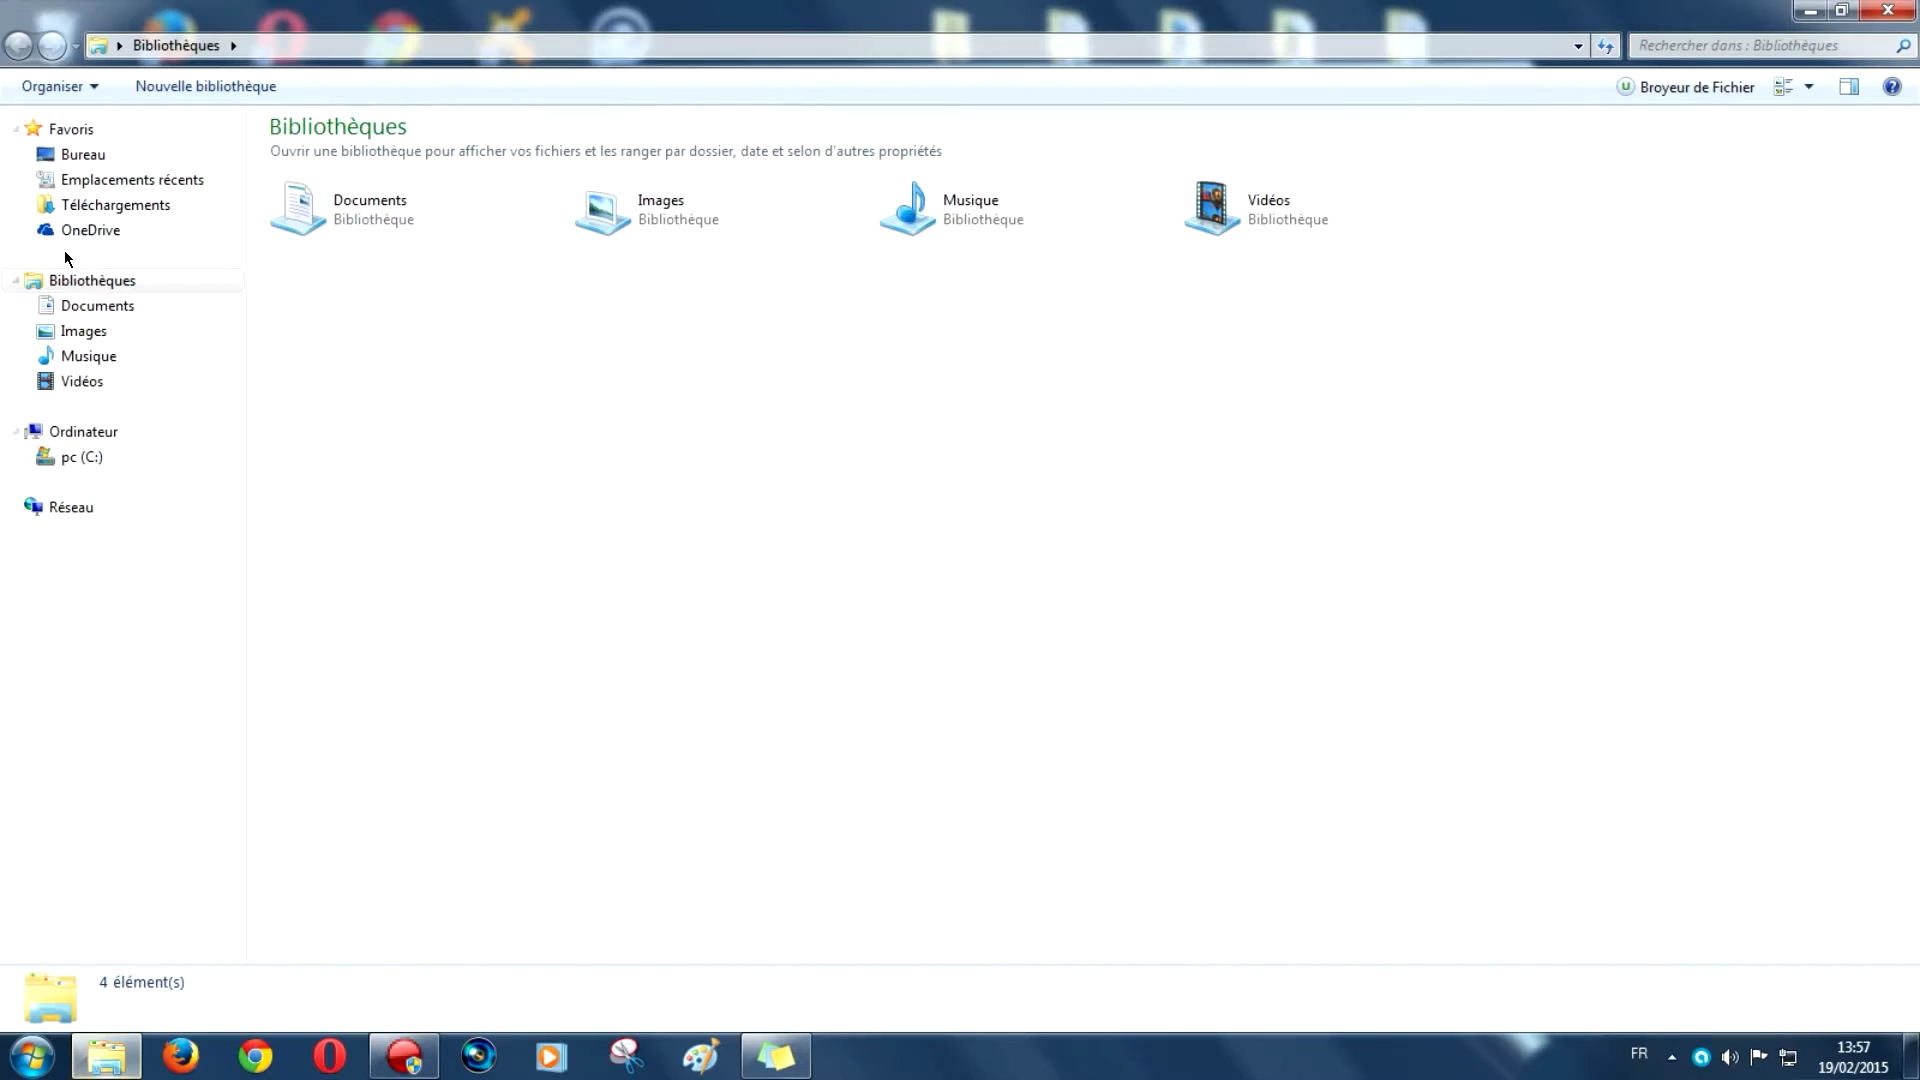 Bibliothèques
Rechercher dans : Bibliothèques
Organiser
Nouvelle bibliothèque
Broyeur de Fichier
Favoris
Bureau
Emplacements récents
Téléchargements
OneDrive
Bibliothèques
Documents
Images
Musique
Vidéos
Ordinateur
pc (C:)
Réseau
Bibliothèques
Ouvrir une bibliothèque pour afficher vos fichiers et les ranger par dossier, date et selon d'autres propriétés
Documents
Bibliothèque
Images
Bibliothèque
Musique
Bibliothèque
Vidéos
Bibliothèque
4 élément(s)
FR
13:57
19/02/2015